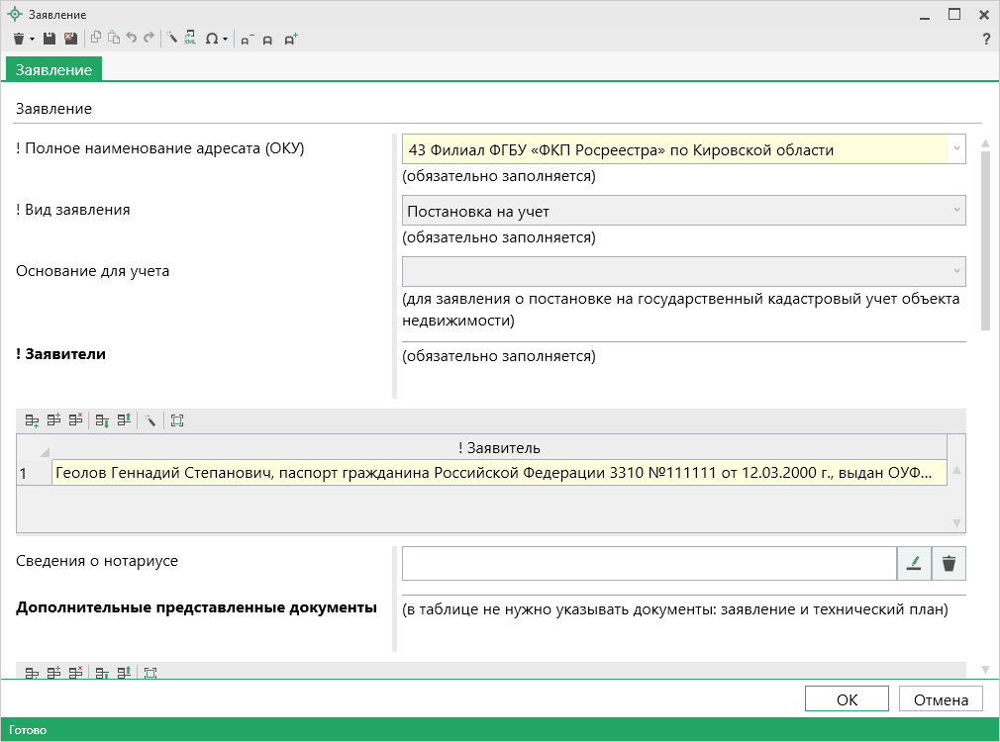 Заявление
?
Заявление
Заявление
! Полное наименование адресата (ОКУ)
43 Филиал ФГБУ «ФКП Росреестра» по Кировской области
(обязательно заполняется)
! Вид заявления
Постановка на учет
(обязательно заполняется)
Основание для учета
(для заявления о постановке на государственный кадастровый учет объекта
недвижимости)
! Заявители
(обязательно заполняется)
! Заявитель
1
Геолов Геннадий Степанович, паспорт гражданина Российской Федерации 3310 №111111 от 12.03.2000 г., выдан ОУФ...
Сведения о нотариусе
Дополнительные представленные документы
(в таблице не нужно указывать документы: заявление и технический план)
ОК
Отмена
Готово